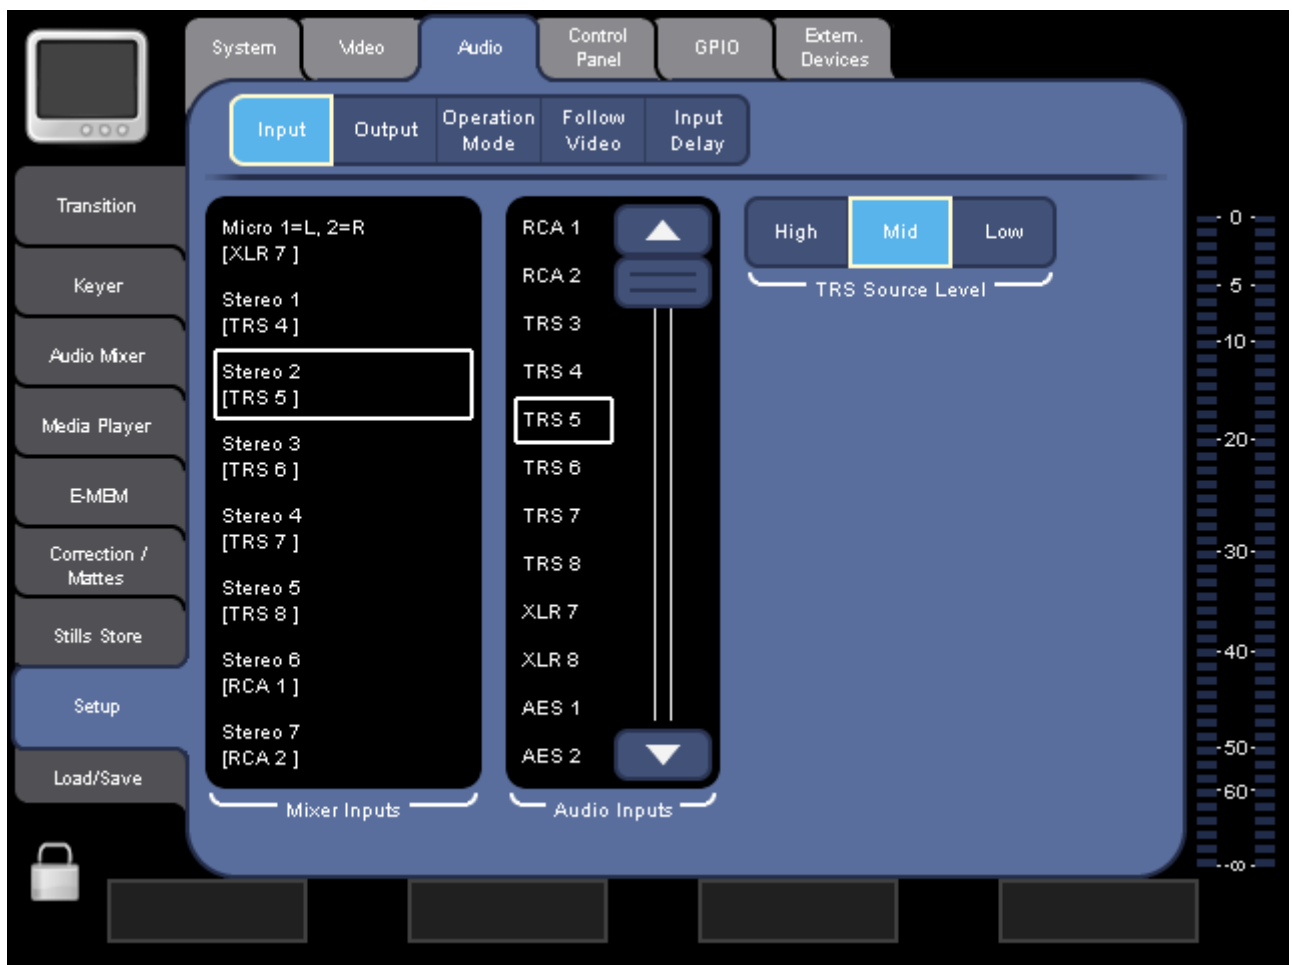 System
Video
Audio
Control
Panel
GPIO
Extern.
Devices
Input
Output
Operation
Mode
Follow
Video
Input
Delay
Transition
Keyer
Audio Mixer
Media Player
E-MEM
Correction /
Mattes
Stills Store
Setup
Load/Save
Micro 1=L, 2=R
[XLR 7 ]
Stereo 1
[TRS 4 ]
Stereo 2
[TRS 5 ]
Stereo 3
[TRS 6 ]
Stereo 4
[TRS 7 ]
Stereo 5
[TRS 8 ]
Stereo 6
[RCA 1 ]
Stereo 7
[RCA 2 ]
Mixer Inputs
RCA 1
RCA 2
TRS 3
TRS 4
TRS 5
TRS 6
TRS 7
TRS 8
XLR 7
XLR 8
AES 1
AES 2
Audio Inputs
High
Mid
Low
TRS Source Level
- 0 -
- 5 -
-10-
-20-
-30-
-40-
-50-
-60-
--∞ -